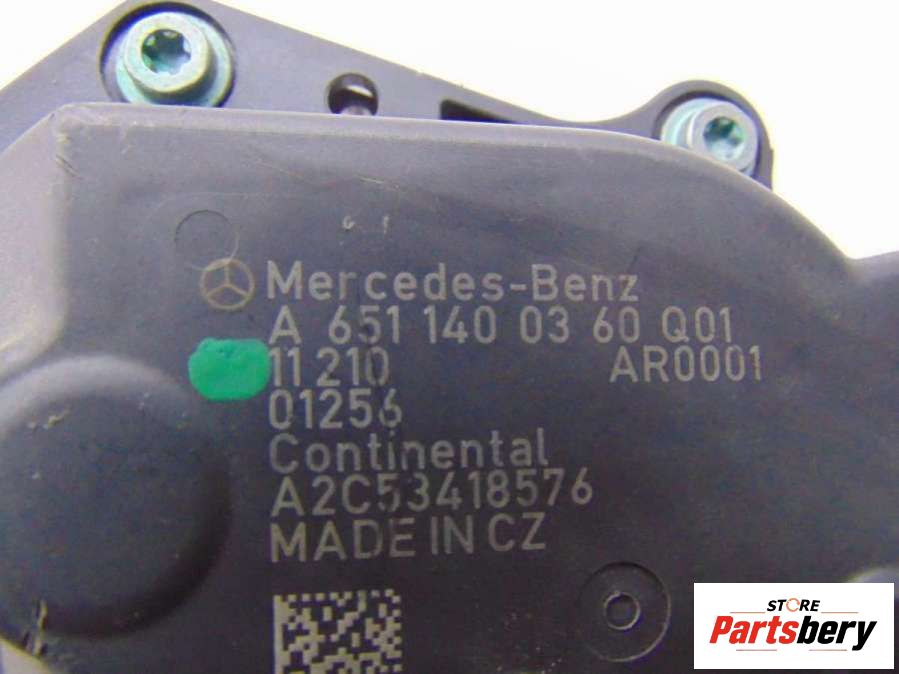 Mercedes-Benz
A 651 140 03 60 Q01
11 210 AR0001
01256
Continental
A2C53418576
MADE IN CZ
STORE
Partsbery